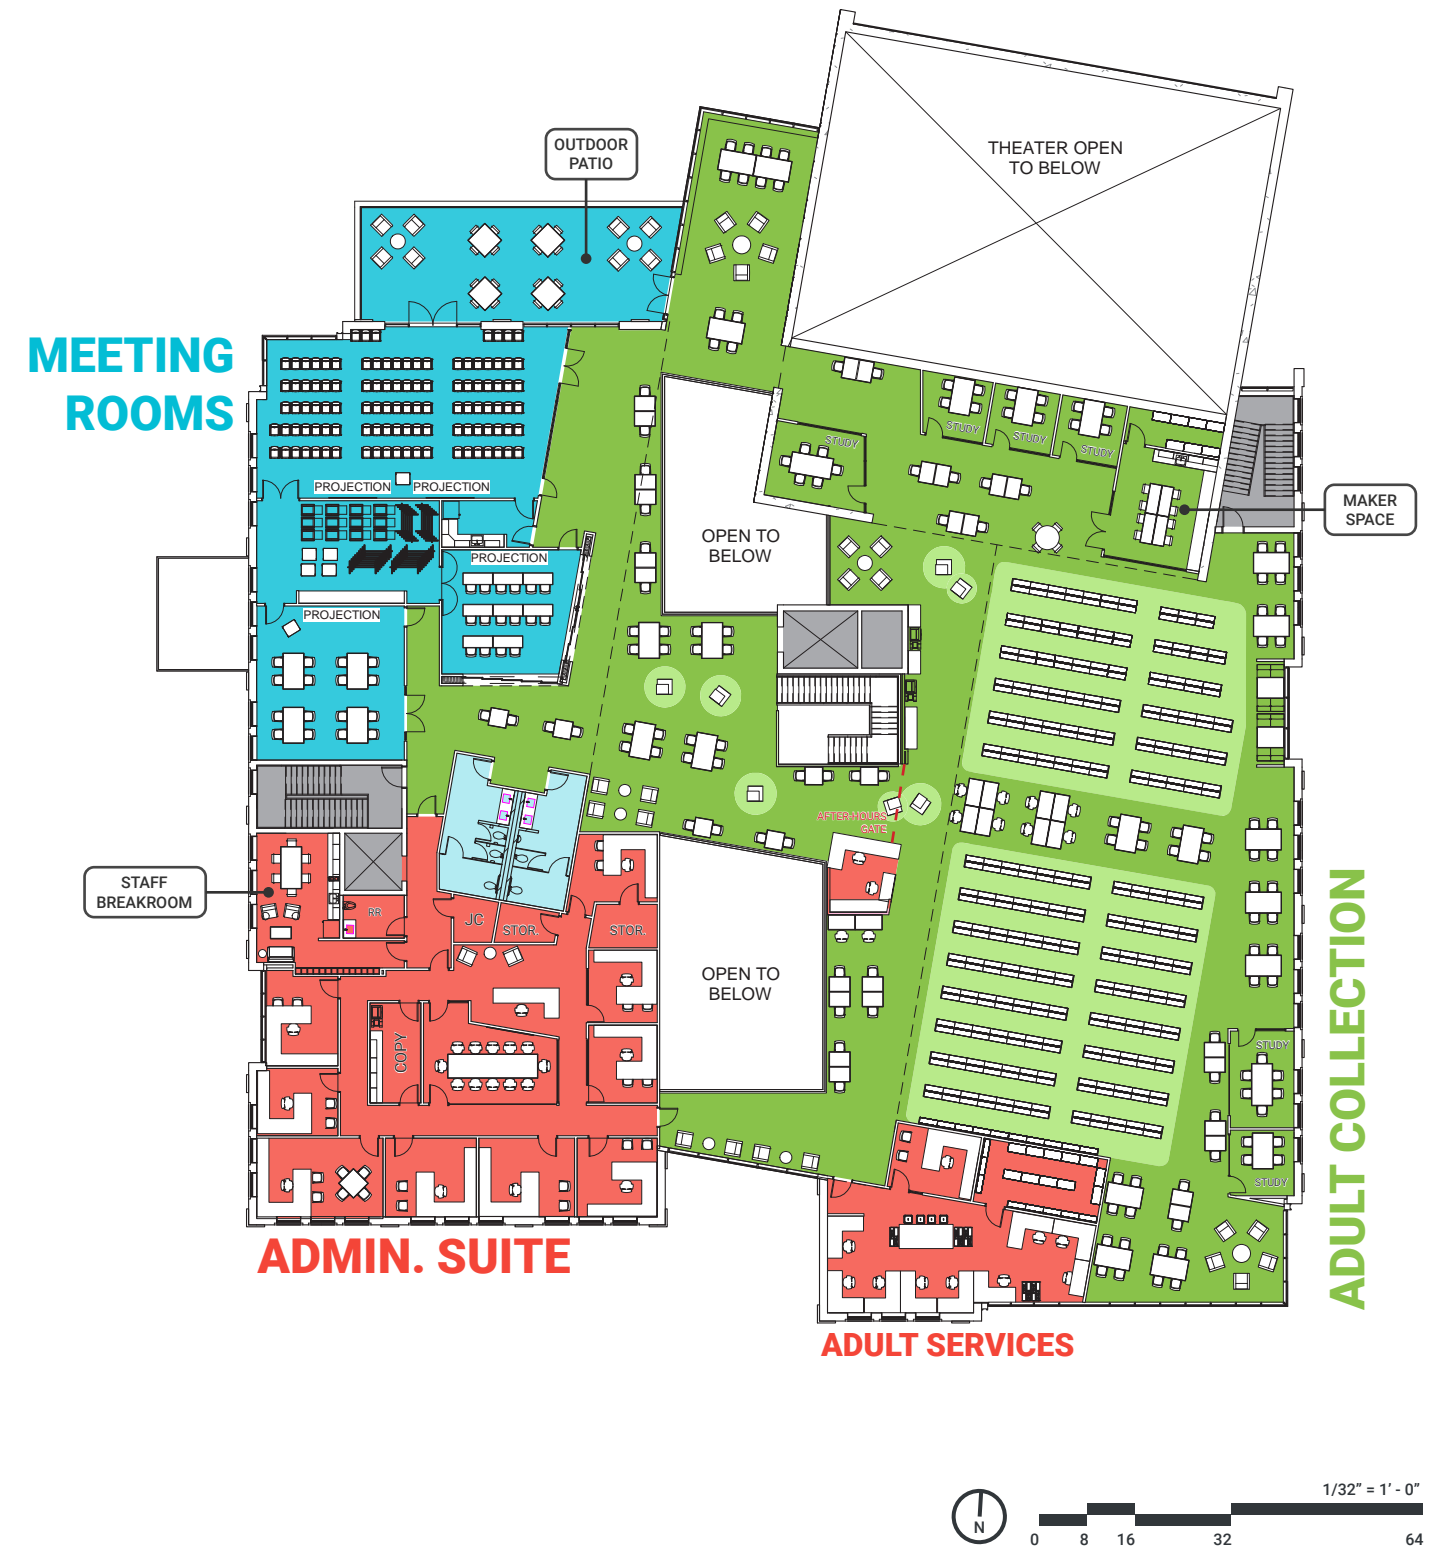 OUTDOOR
PATIO
THEATER OPEN
TO BELOW
MEETING
ROOMS
STUDY
STUDY
STUDY
STUDY
PROJECTION
PROJECTION
MAKER
SPACE
OPEN TO
BELOW
PROJECTION
PROJECTION
AFTER-HOURS
GATE
STAFF
BREAKROOM
RR
JC
STOR.
STOR.
OPEN TO
BELOW
COPY
STUDY
STUDY
ADULT COLLECTION
ADMIN. SUITE
ADULT SERVICES
1/32” = 1’ - 0”
N
0
8
16
32
64